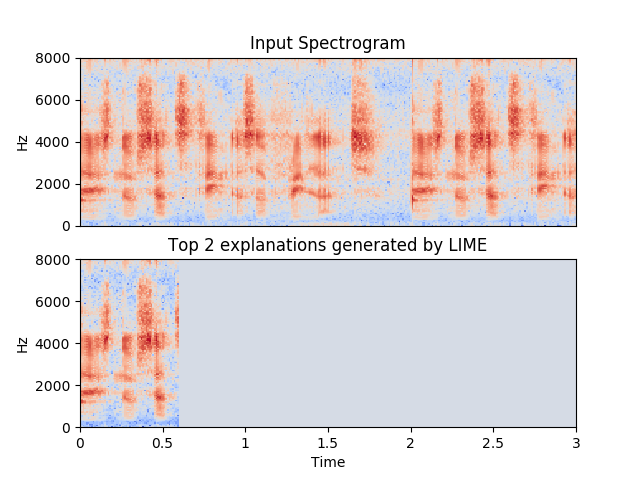 Input Spectrogram
8000
6000
4000
2000
0
Hz
Top 2 explanations generated by LIME
8000
6000
4000
2000
0
Hz
0 0.5 1 1.5 2 2.5 3
Time